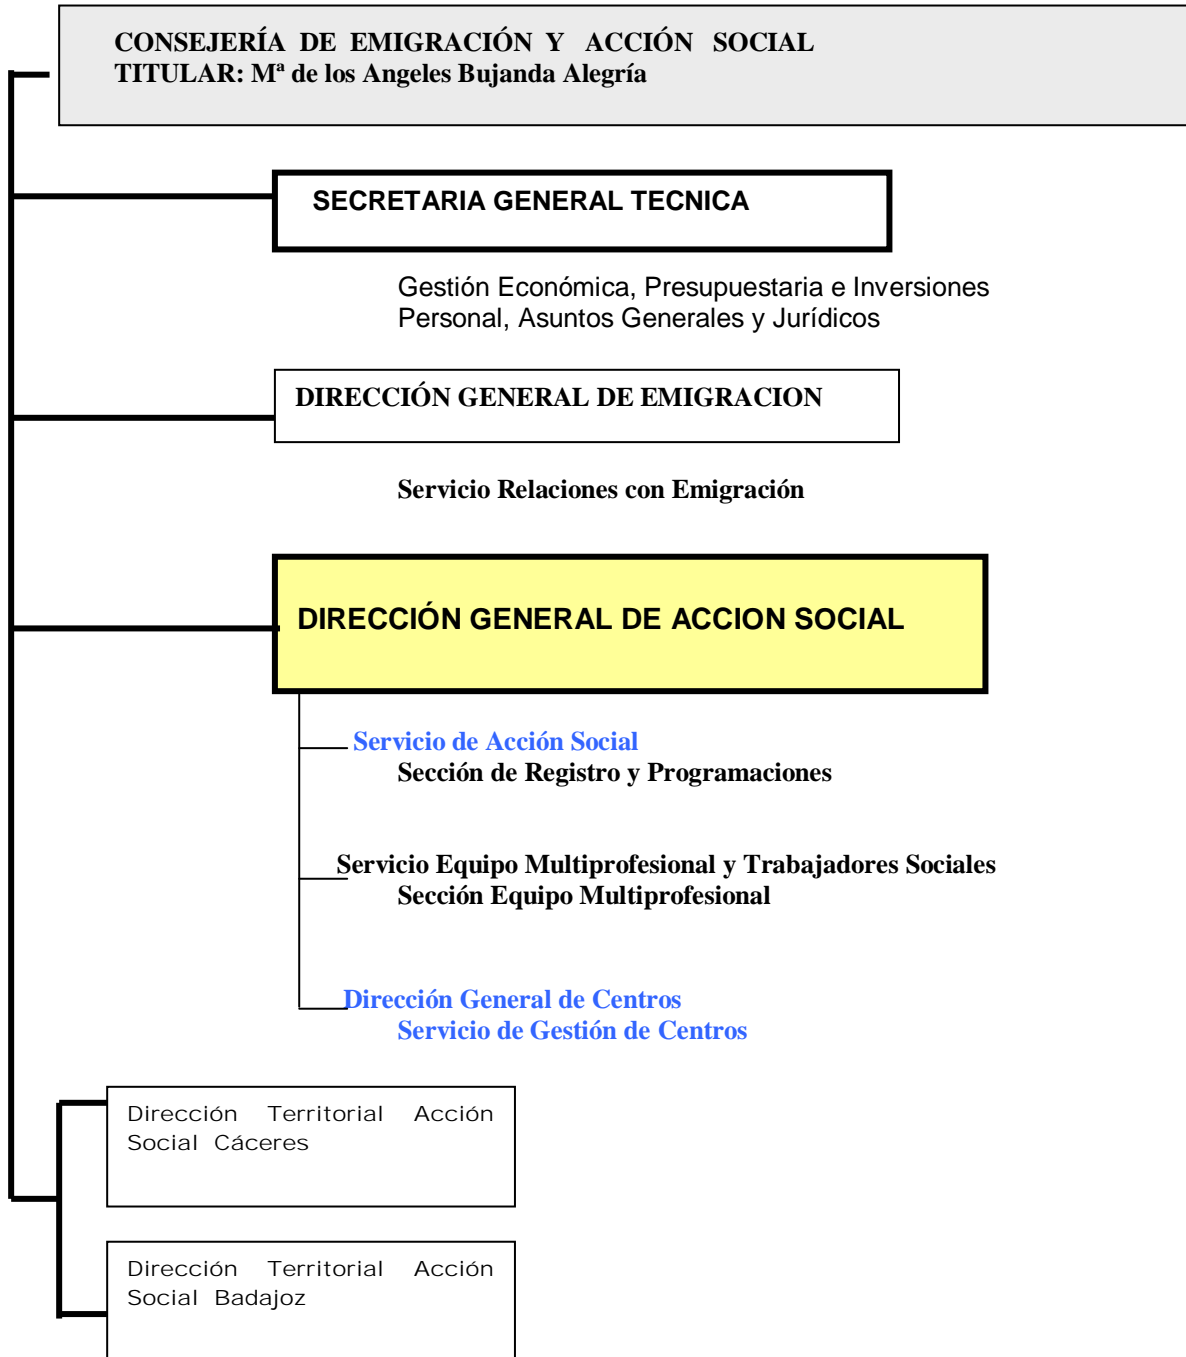 CONSEJERÍA DE EMIGRACIÓN Y ACCIÓN SOCIAL
TITULAR: Mª de los Angeles Bujanda Alegría
SECRETARIA GENERAL TECNICA
Gestión Económica, Presupuestaria e Inversiones
Personal, Asuntos Generales y Jurídicos
DIRECCIÓN GENERAL DE EMIGRACION
Servicio Relaciones con Emigración
DIRECCIÓN GENERAL DE ACCION SOCIAL
Servicio de Acción Social
Sección de Registro y Programaciones
Servicio Equipo Multiprofesional y Trabajadores Sociales
Sección Equipo Multiprofesional
Dirección General de Centros
Servicio de Gestión de Centros
Dirección Territorial Acción
Social Cáceres
Dirección Territorial Acción
Social Badajoz